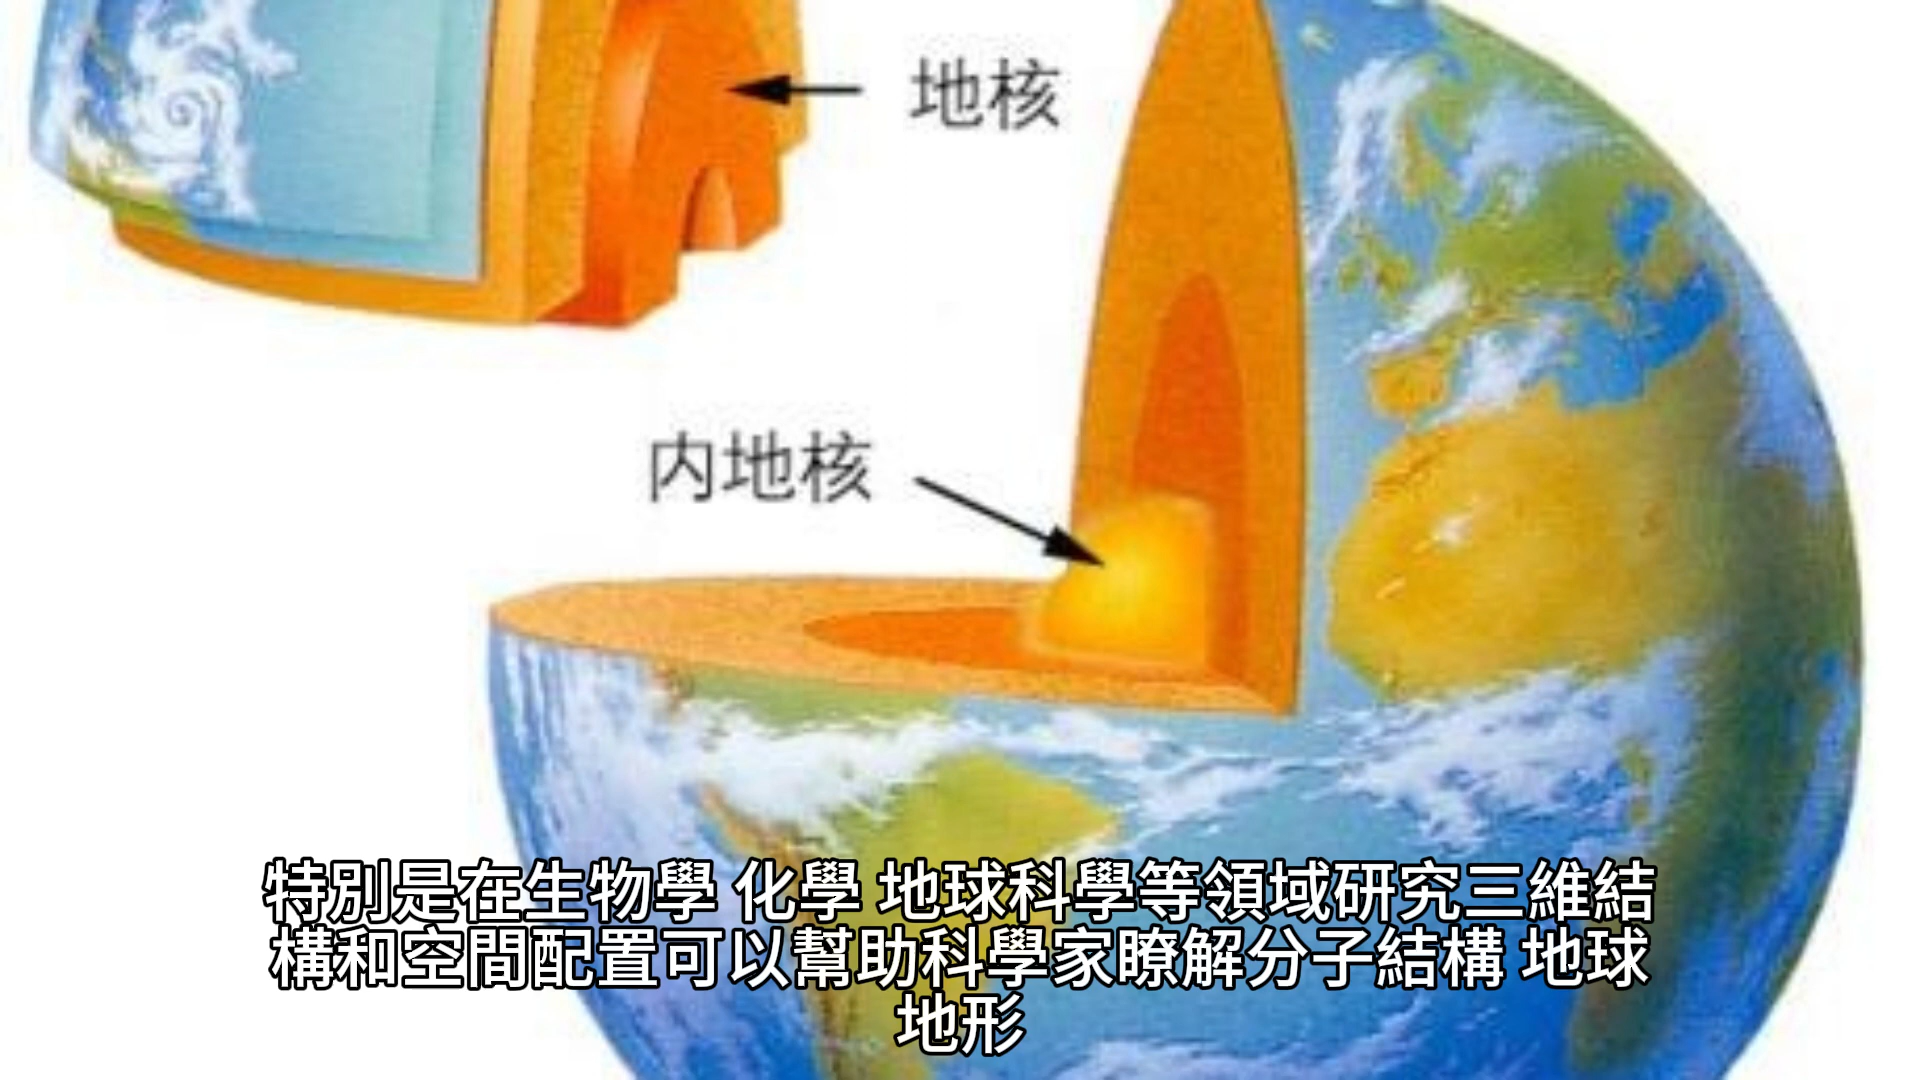 地核
内地核
特別是在生物學 化學 地球科學等領域研究三維結
構和空間配置可以幫助科學家瞭解分子結構 地球
地形